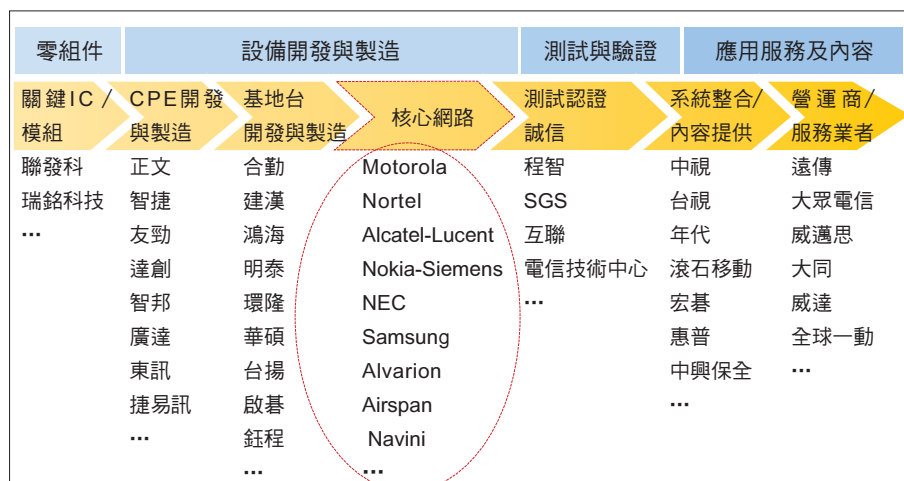 零組件 設備開發與製造 測試與驗證 應用服務及內容
關鍵IC / CPE開發 基地台 核心網路 測試認證 系統整合/ 營運商/
模組 與製造 開發與製造 誠信 內容提供 服務業者
聯發科 正文 合勤 Motorola 程智 中視 遠傳
瑞銘科技 智捷 建漢 Nortel SGS 台視 大眾電信
… 友勁 鴻海 Alcatel-Lucent 互聯 年代 威邁思
達創 明泰 Nokia-Siemens 電信技術中心 滾石移動 大同
智邦 環隆 NEC … 宏碁 威達
廣達 華碩 Samsung 惠普 全球一動
東訊 台揚 Alvarion 中興保全 …
捷易訊 啟碁 Airspan …
… 鈺程 Navini
… …